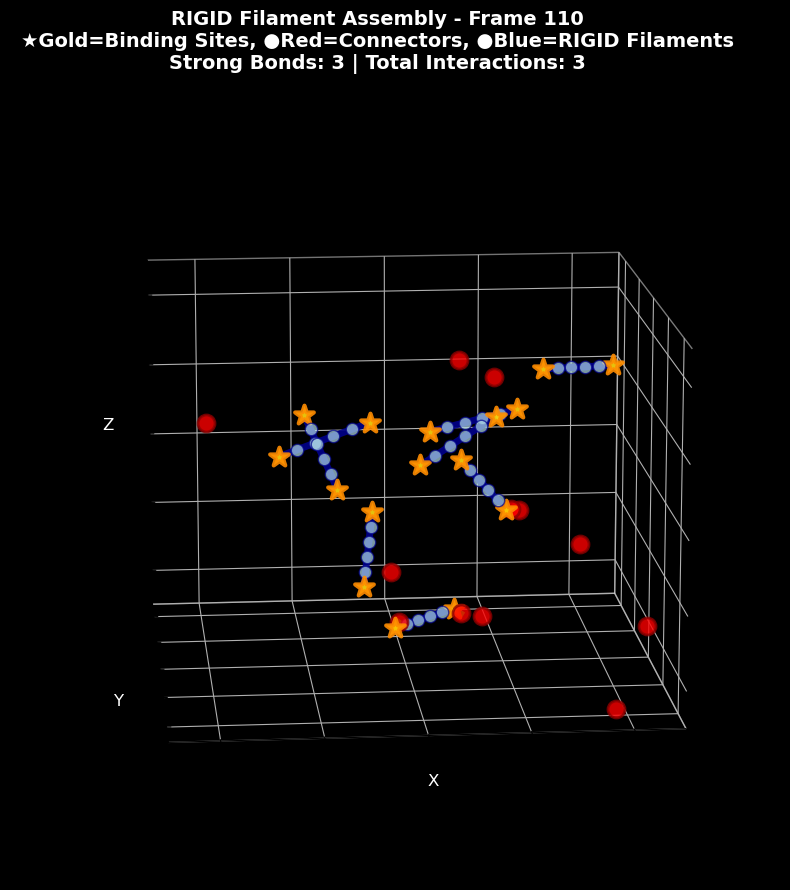 RIGID Filament Assembly - Frame 110
★Gold=Binding Sites, ●Red=Connectors, ●Blue=RIGID Filaments
Strong Bonds: 3 | Total Interactions: 3
Z
Y
X